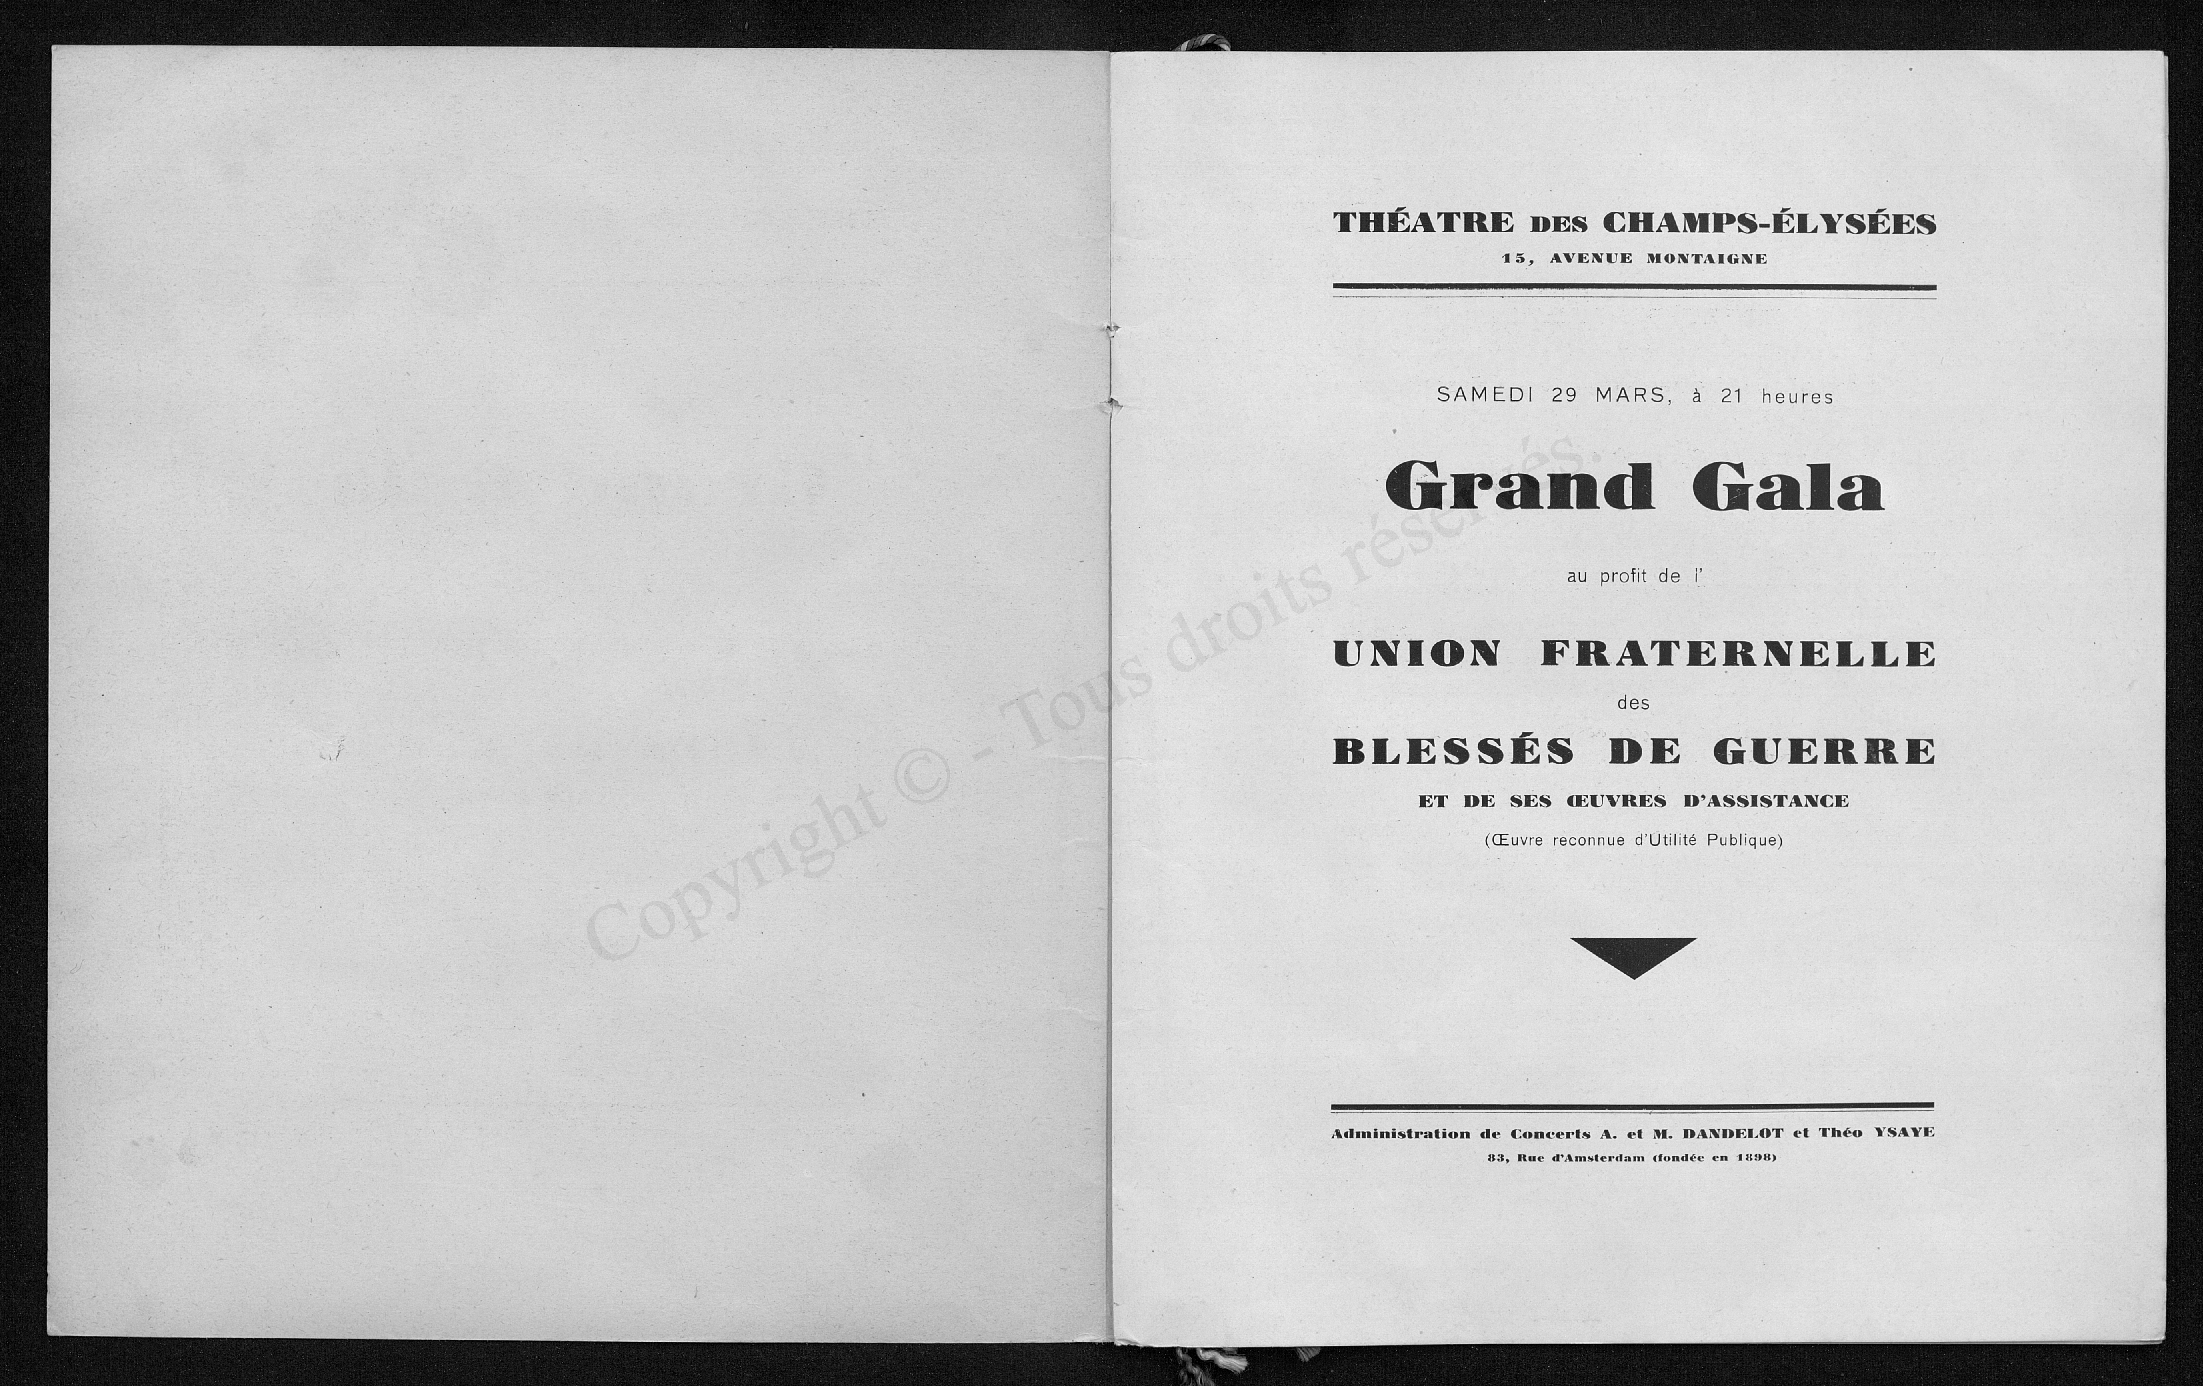 THÉATRE DES CHAMPS-ÉLYSÉES
15, AVENUE MONTAIGNE
SAMEDI 29 MARS, à 21 heures
Grand Gala
au profit de l'
UNION FRATERNELLE
des
BLESSÉS DE GUERRE
ET DE SES ŒUVRES D'ASSISTANCE
(Œuvre reconnue d'Utilité Publique)
Administration de Concerts A. et M. DANDELOT et Théo YSAYE
83, Rue d'Amsterdam (fondée en 1898)
Copyright © - Tous droits réservés.